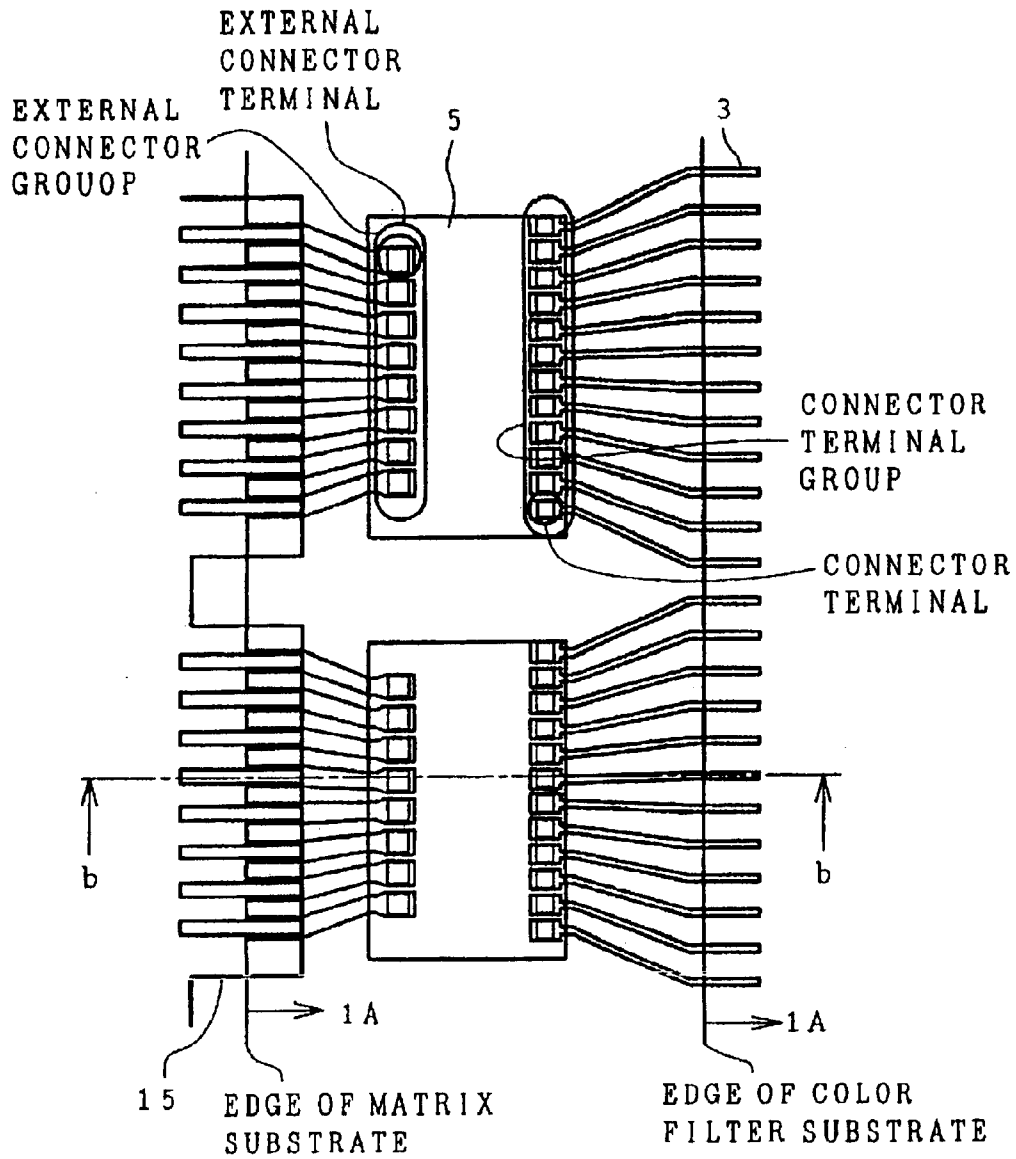 EXTERNAL
CONNECTOR
TERMINAL
EXTERNAL
CONNECTOR
GROUOP
5
3
CONNECTOR
TERMINAL
GROUP
CONNECTOR
TERMINAL
b
b
1A
1A
15
EDGE OF MATRIX
SUBSTRATE
EDGE OF COLOR
FILTER SUBSTRATE